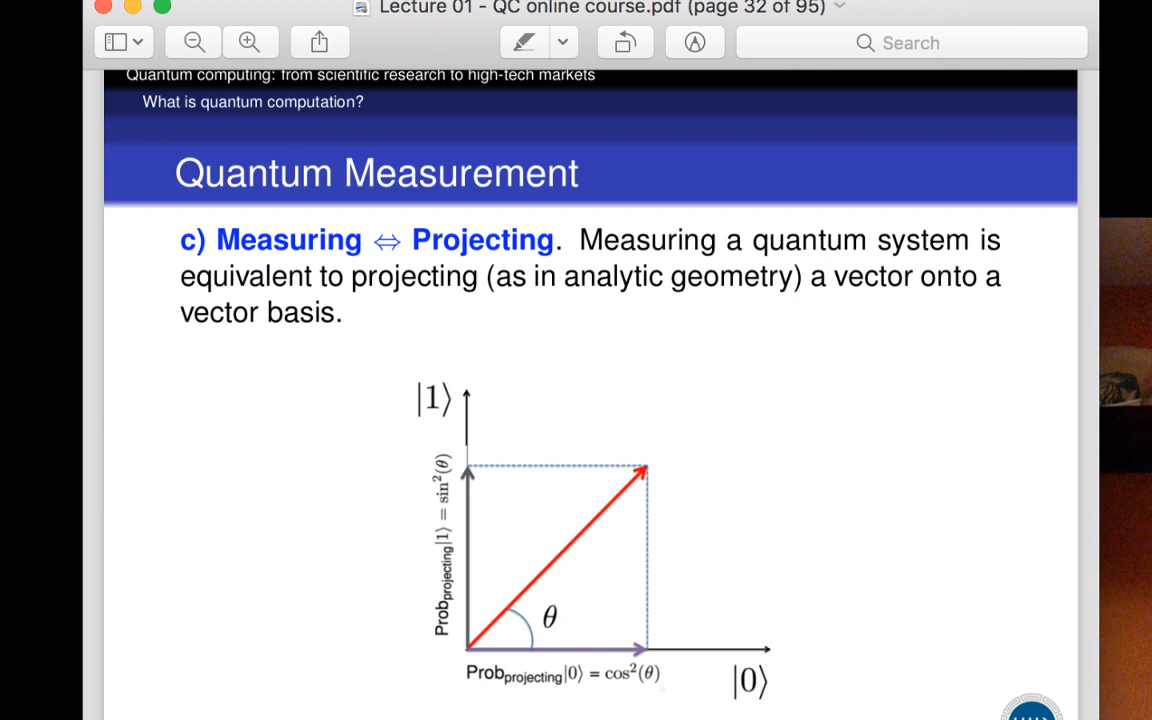 Lecture 01 - QC online course.pdf (page 32 of 95)
Search
Quantum computing: from scientific research to high-tech markets
What is quantum computation?
Quantum Measurement
c) Measuring ⇔ Projecting. Measuring a quantum system is
equivalent to projecting (as in analytic geometry) a vector onto a
vector basis.
|1⟩
Prob_projecting|1⟩ = sin²(θ)
θ
Prob_projecting|0⟩ = cos²(θ)
|0⟩